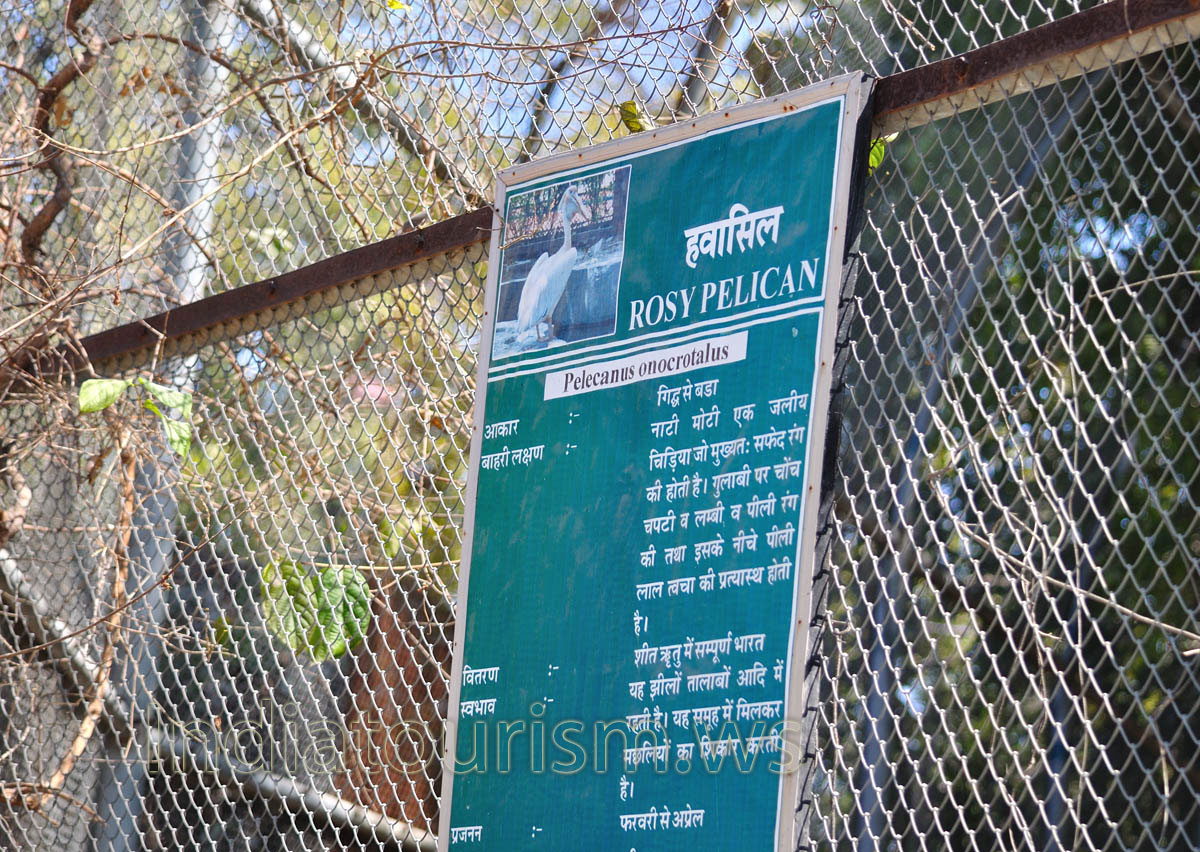 हवासिल
ROSY PELICAN
Pelecanus onocrotalus
आकार :- गिद्ध से बडा
बाहरी लक्षण :- नाटी मोटी एक जलीय
चिड़िया जो मुख्यतः सफेद रंग
की होती है। गुलाबी पर चोंच
चपटी व लम्बी व पीली रंग
की तथा इसके नीचे पीली
लाल त्वचा की प्रत्यास्थ होती
है।
वितरण :- शीत ऋृतु में सम्पूर्ण भारत
स्वभाव :- यह झीलों तालाबों आदि में
रहती है। यह समूह में मिलकर
मछलियों का शिकार करती
है।
प्रजनन :- फरवरी से अप्रेल
Indiatourism.ws